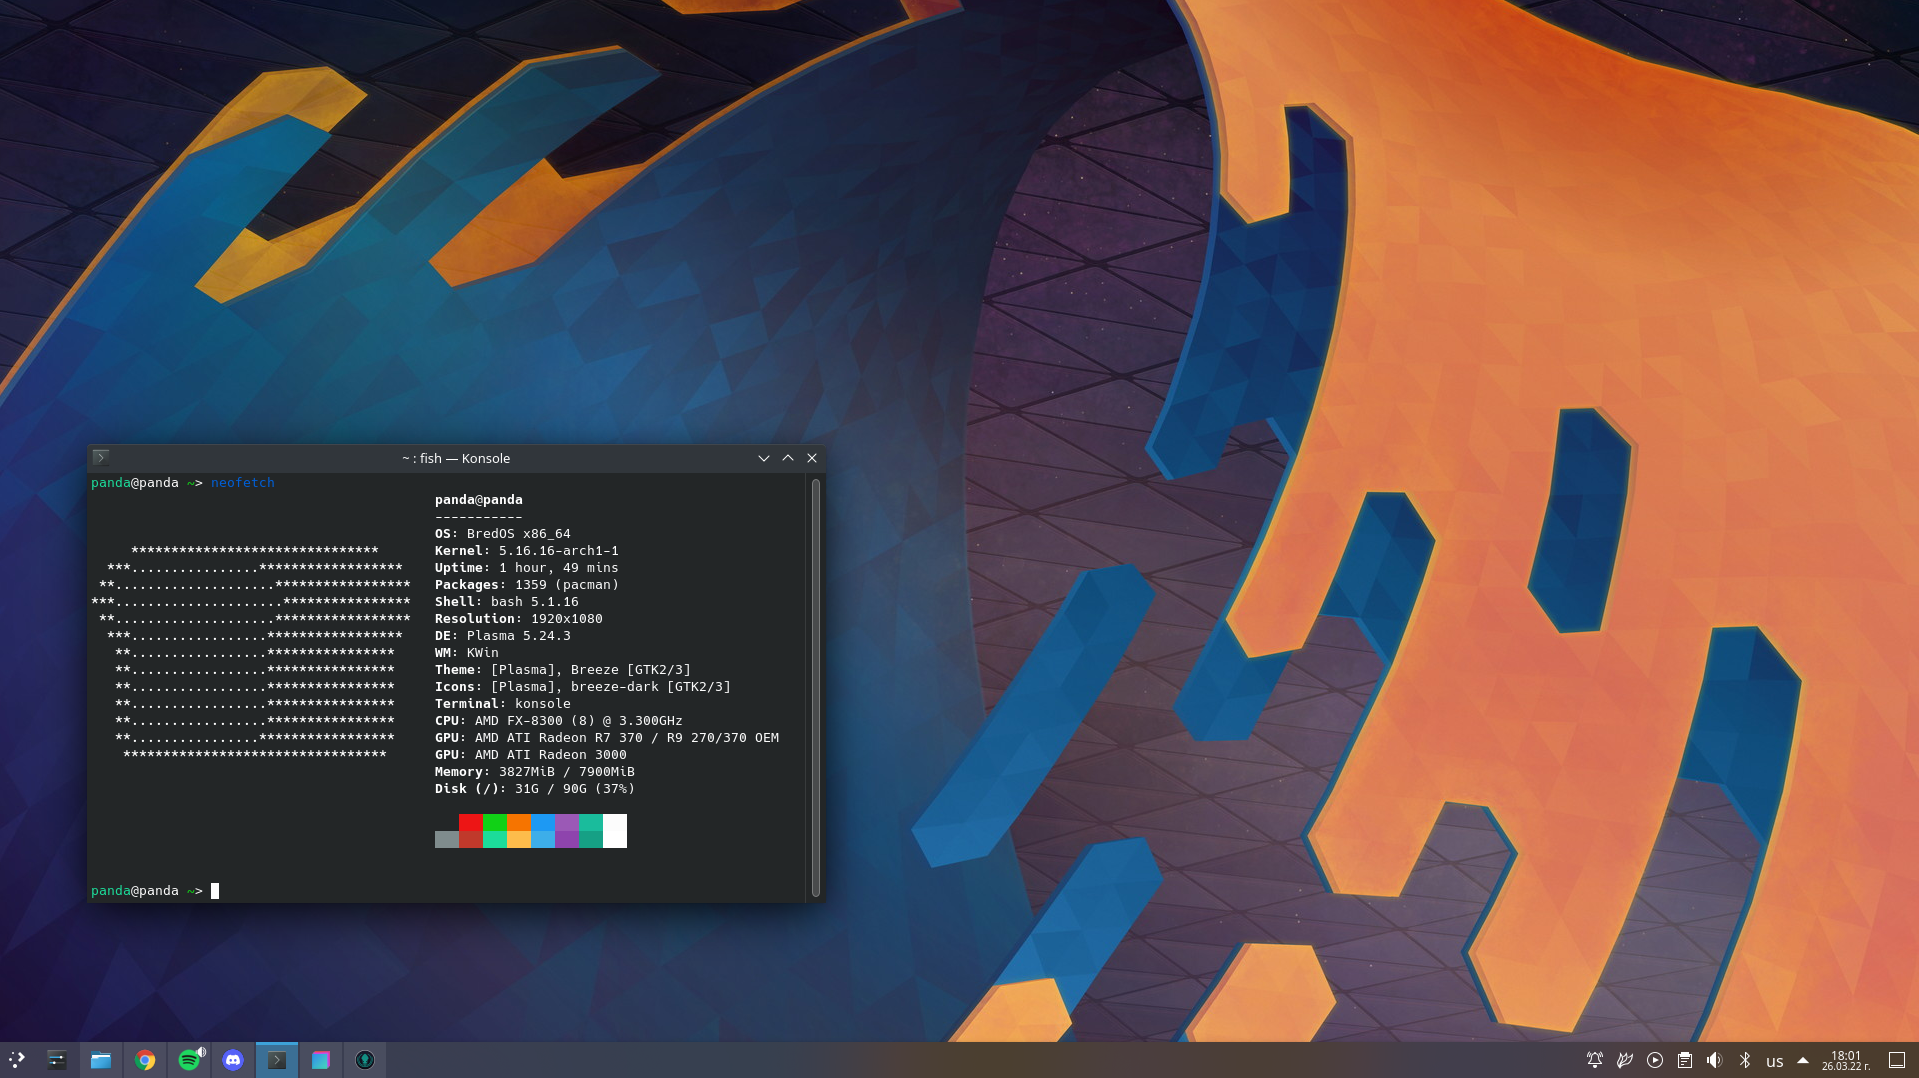 ~ : fish — Konsole
panda@panda ~> neofetch
panda@panda
-----------
OS: BredOS x86_64
******************************* Kernel: 5.16.16-arch1-1
***................****************** Uptime: 1 hour, 49 mins
**....................***************** Packages: 1359 (pacman)
***.....................**************** Shell: bash 5.1.16
**....................***************** Resolution: 1920x1080
***.................***************** DE: Plasma 5.24.3
**.................**************** WM: KWin
**.................**************** Theme: [Plasma], Breeze [GTK2/3]
**.................**************** Icons: [Plasma], breeze-dark [GTK2/3]
**.................**************** Terminal: konsole
**.................**************** CPU: AMD FX-8300 (8) @ 3.300GHz
**................***************** GPU: AMD ATI Radeon R7 370 / R9 270/370 OEM
********************************* GPU: AMD ATI Radeon 3000
Memory: 3827MiB / 7900MiB
Disk (/): 31G / 90G (37%)
panda@panda ~>
us
18:01
26.03.22 г.